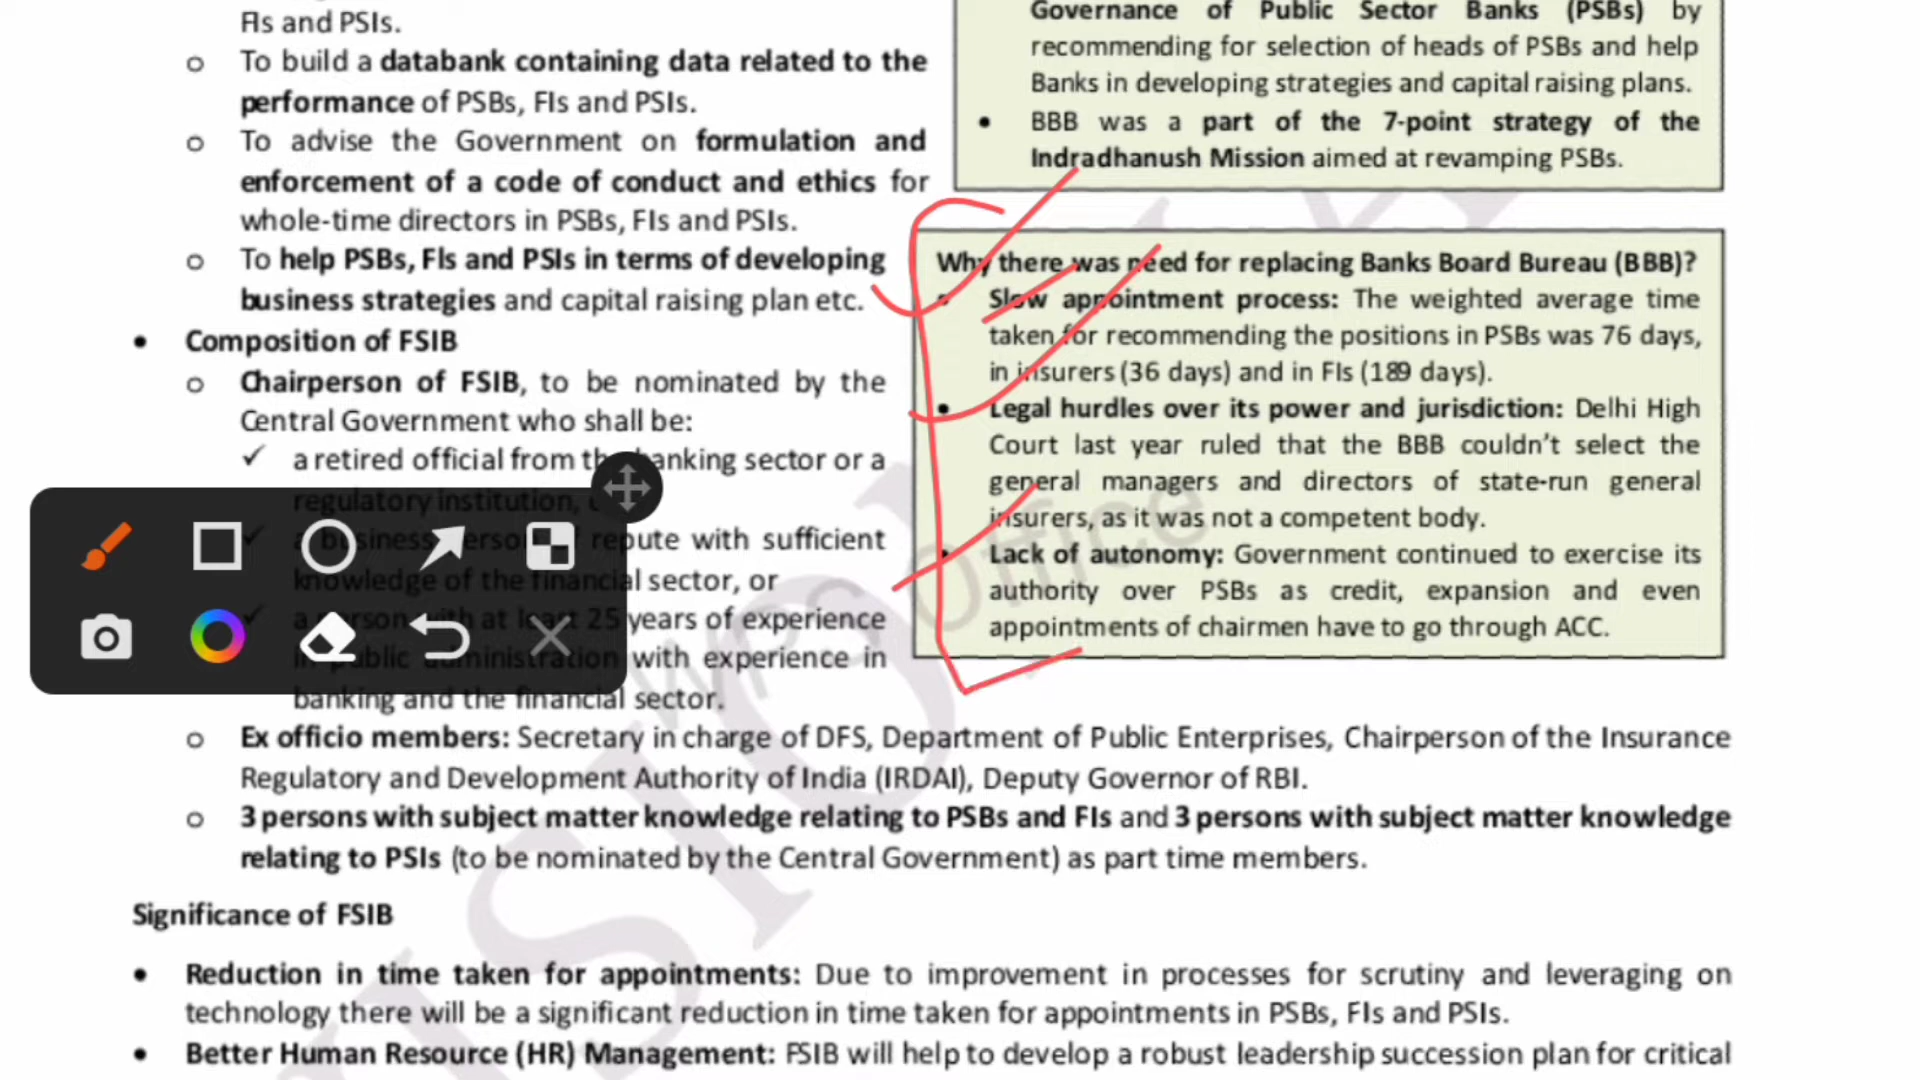 FIs and PSIs.
o To build a databank containing data related to the
performance of PSBs, FIs and PSIs.
o To advise the Government on formulation and
enforcement of a code of conduct and ethics for
whole-time directors in PSBs, FIs and PSIs.
o To help PSBs, FIs and PSIs in terms of developing
business strategies and capital raising plan etc.
• Composition of FSIB
o Chairperson of FSIB, to be nominated by the
Central Government who shall be:
✓ a retired official from the banking sector or a
regulatory institution,
✓ a business person of repute with sufficient
knowledge of the financial sector, or
✓ a person with at least 25 years of experience
in public administration with experience in
banking and the financial sector.
Governance of Public Sector Banks (PSBs) by
recommending for selection of heads of PSBs and help
Banks in developing strategies and capital raising plans.
• BBB was a part of the 7-point strategy of the
Indradhanush Mission aimed at revamping PSBs.
Why there was need for replacing Banks Board Bureau (BBB)?
• Slow appointment process: The weighted average time
taken for recommending the positions in PSBs was 76 days,
in insurers (36 days) and in FIs (189 days).
• Legal hurdles over its power and jurisdiction: Delhi High
Court last year ruled that the BBB couldn't select the
general managers and directors of state-run general
insurers, as it was not a competent body.
• Lack of autonomy: Government continued to exercise its
authority over PSBs as credit, expansion and even
appointments of chairmen have to go through ACC.
o Ex officio members: Secretary in charge of DFS, Department of Public Enterprises, Chairperson of the Insurance
Regulatory and Development Authority of India (IRDAI), Deputy Governor of RBI.
o 3 persons with subject matter knowledge relating to PSBs and FIs and 3 persons with subject matter knowledge
relating to PSIs (to be nominated by the Central Government) as part time members.
Significance of FSIB
• Reduction in time taken for appointments: Due to improvement in processes for scrutiny and leveraging on
technology there will be a significant reduction in time taken for appointments in PSBs, FIs and PSIs.
• Better Human Resource (HR) Management: FSIB will help to develop a robust leadership succession plan for critical
WPS Office